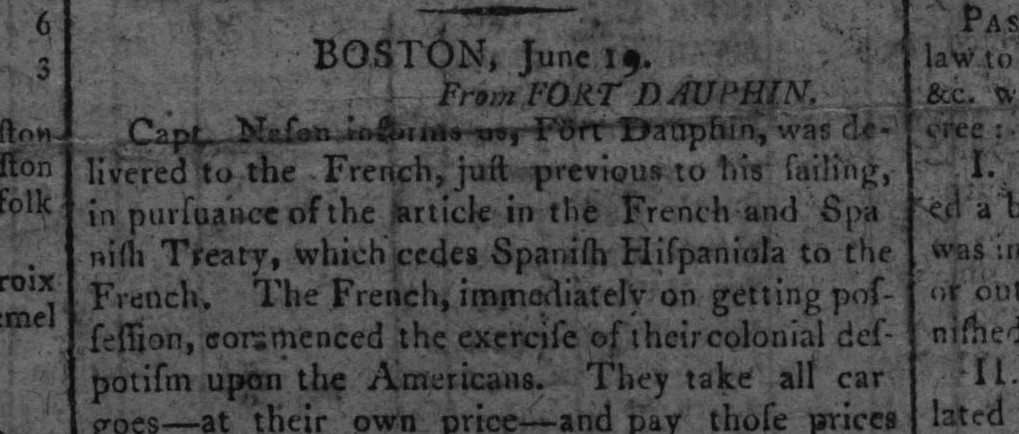 6
3
ſton
ſton
folk
roix
emel
BOSTON, June 19.
From FORT DAUPHIN.
Capt. Naſon informs us, Fort Dauphin, was de-
livered to the French, juſt previous to his ſailing,
in purſuance of the article in the French and Spa
niſh Treaty, which cedes Spaniſh Hiſpaniola to the
French. The French, immediately on getting poſ-
ſeſſion, commenced the exerciſe of their colonial deſ-
potiſm upon the Americans. They take all car
goes—at their own price—and pay thoſe prices
PAS
law to
&c. w
cree :
I.
ed a b
was in
or out
niſhed
II.
lated